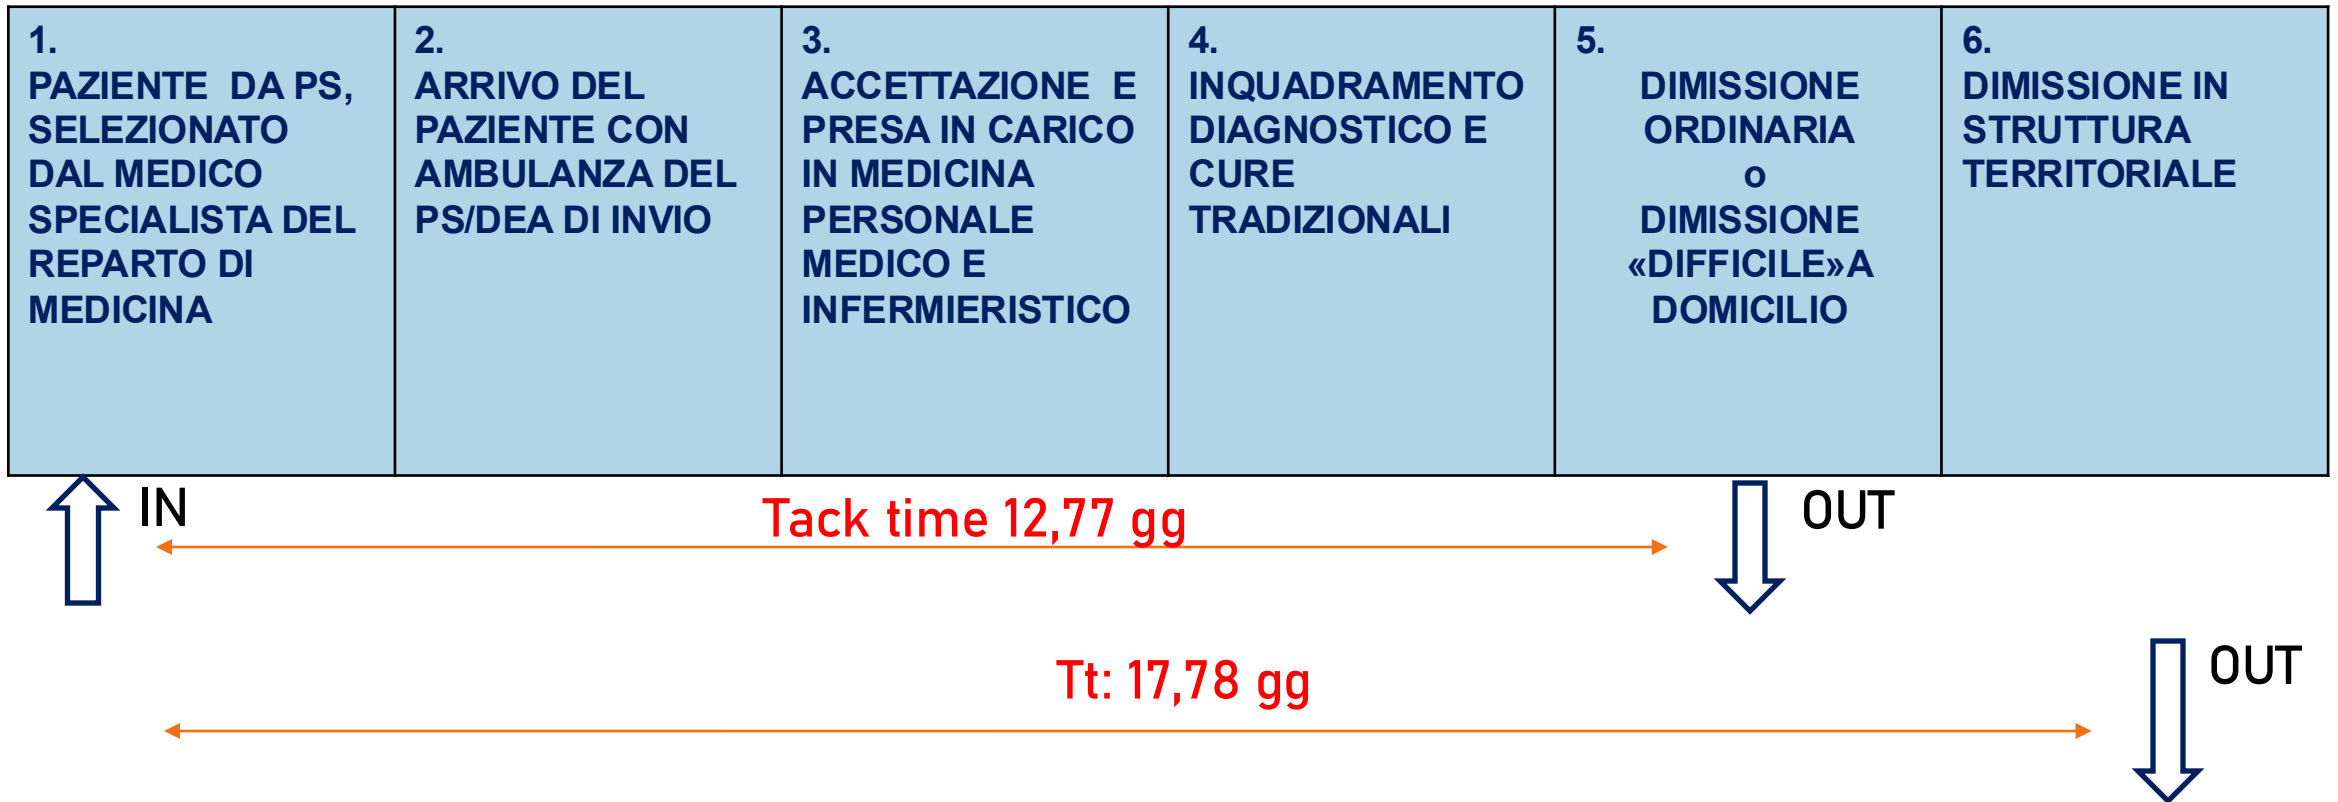 1.
PAZIENTE DA PS,
SELEZIONATO
DAL MEDICO
SPECIALISTA DEL
REPARTO DI
MEDICINA
2.
ARRIVO DEL
PAZIENTE CON
AMBULANZA DEL
PS/DEA DI INVIO
3.
ACCETTAZIONE E
PRESA IN CARICO
IN MEDICINA
PERSONALE
MEDICO E
INFERMIERISTICO
4.
INQUADRAMENTO
DIAGNOSTICO E
CURE
TRADIZIONALI
5.
DIMISSIONE
ORDINARIA
o
DIMISSIONE
«DIFFICILE»A
DOMICILIO
6.
DIMISSIONE IN
STRUTTURA
TERRITORIALE
IN
Tack time 12,77 gg
OUT
Tt: 17,78 gg
OUT